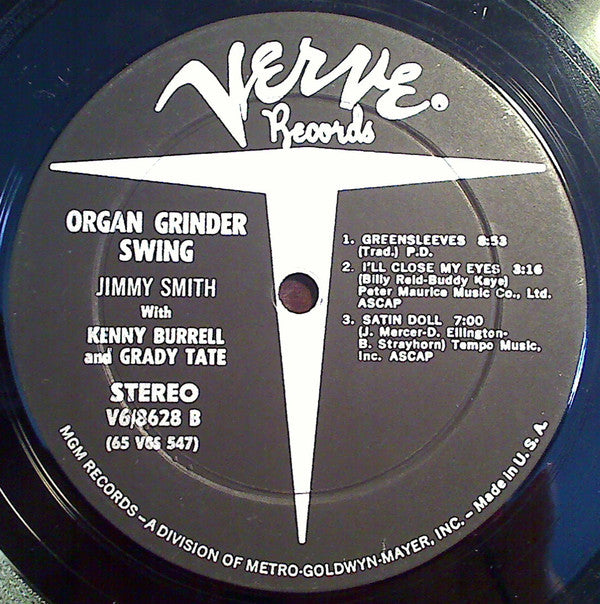 Verve.
Records
ORGAN GRINDER
SWING
JIMMY SMITH
With
KENNY BURRELL
and GRADY TATE
STEREO
V6/8628 B
(65 VGS 547)
1. GREENSLEEVES 8:53
(Trad.) P.D.
2. I'LL CLOSE MY EYES 3:16
(Billy Reid-Buddy Kaye)
Peter Maurice Music Co., Ltd.
ASCAP
3. SATIN DOLL 7:00
(J. Mercer-D. Ellington-
B. Strayhorn) Tempo Music,
Inc. ASCAP
MGM RECORDS – A DIVISION OF METRO-GOLDWYN-MAYER, INC. – Made in U. S. A.